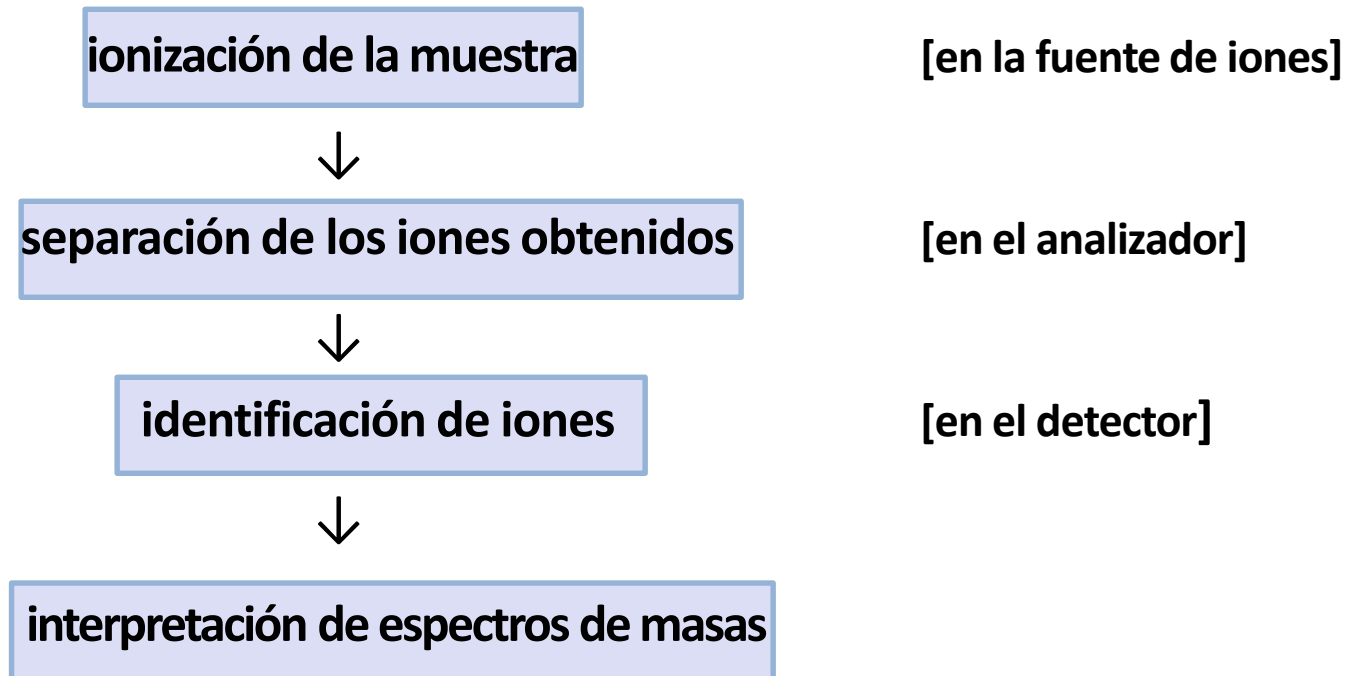 ionización de la muestra [en la fuente de iones]
separación de los iones obtenidos [en el analizador]
identificación de iones [en el detector]
interpretación de espectros de masas